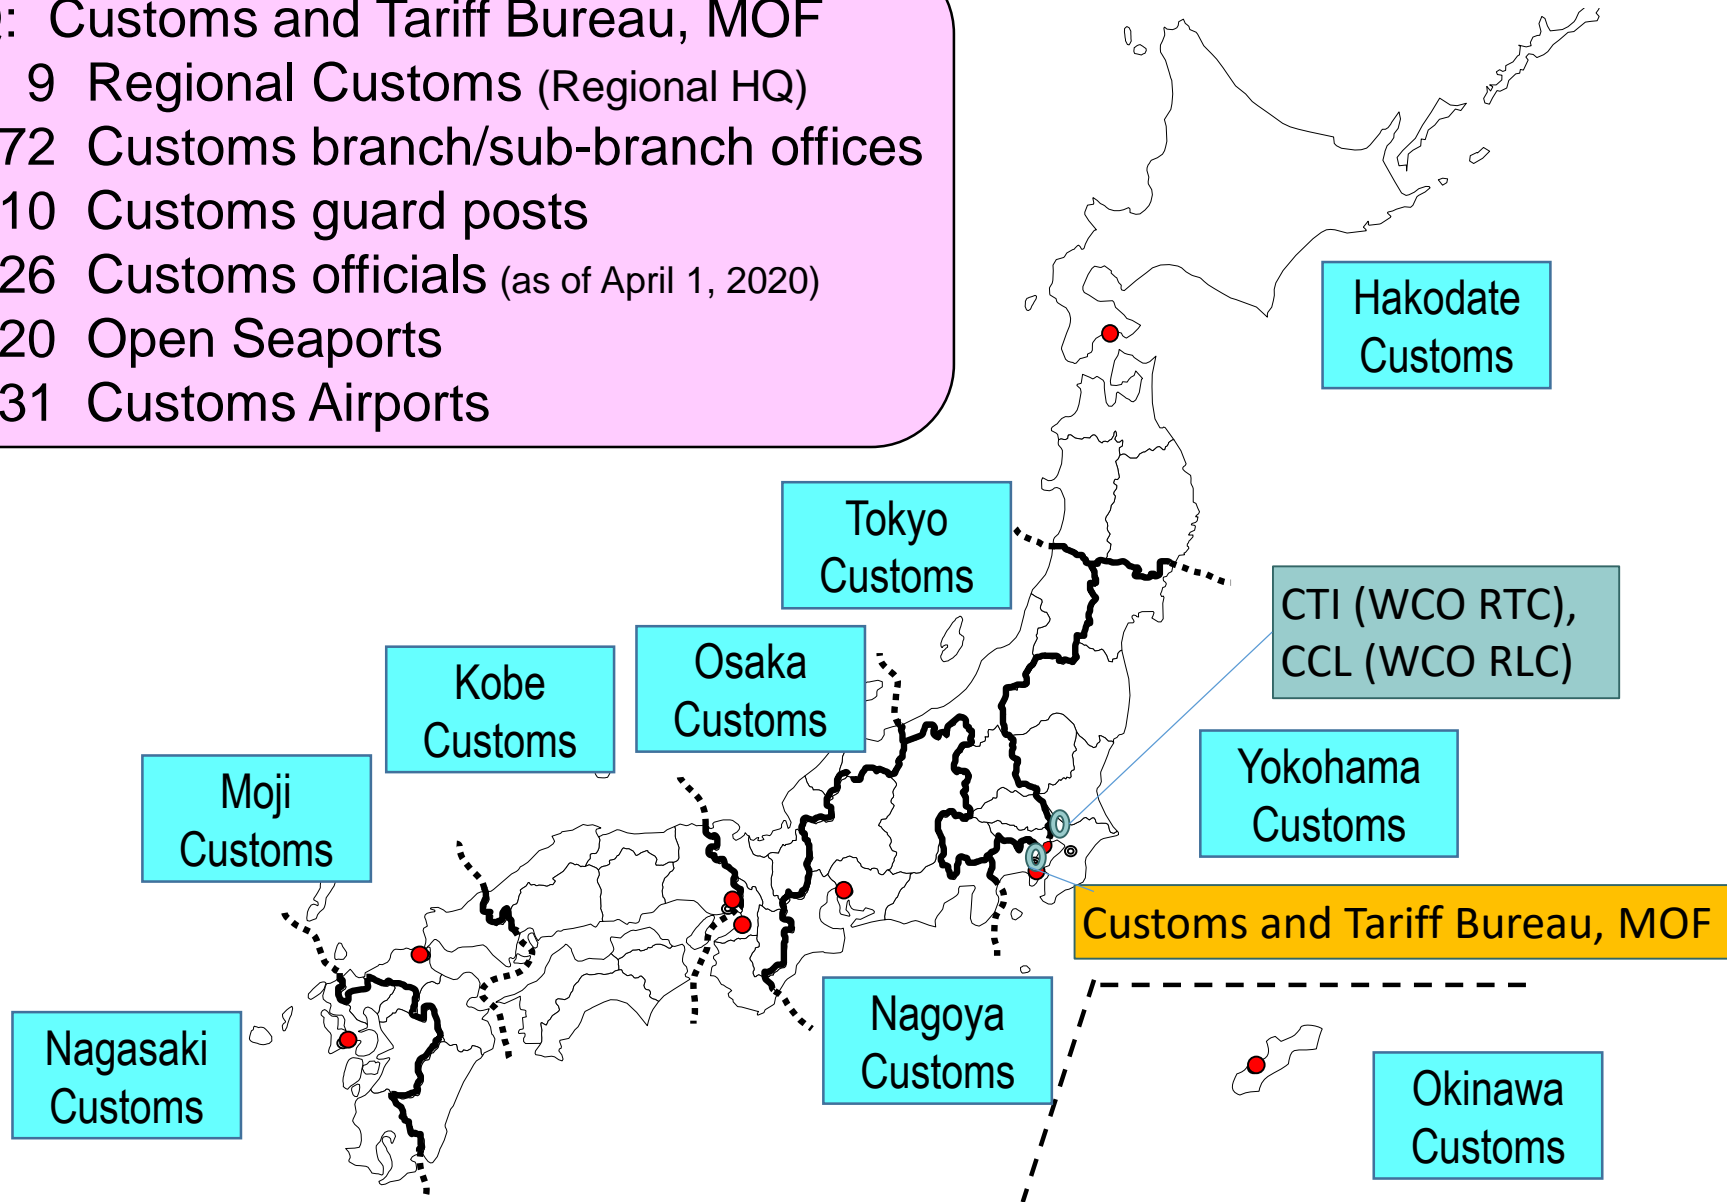 : Customs and Tariff Bureau, MOF
9 Regional Customs (Regional HQ)
72 Customs branch/sub-branch offices
10 Customs guard posts
26 Customs officials (as of April 1, 2020)
20 Open Seaports
31 Customs Airports
Hakodate
Customs
Tokyo
Customs
CTI (WCO RTC),
CCL (WCO RLC)
Osaka
Customs
Kobe
Customs
Yokohama
Customs
Moji
Customs
Customs and Tariff Bureau, MOF
Nagoya
Customs
Nagasaki
Customs
Okinawa
Customs